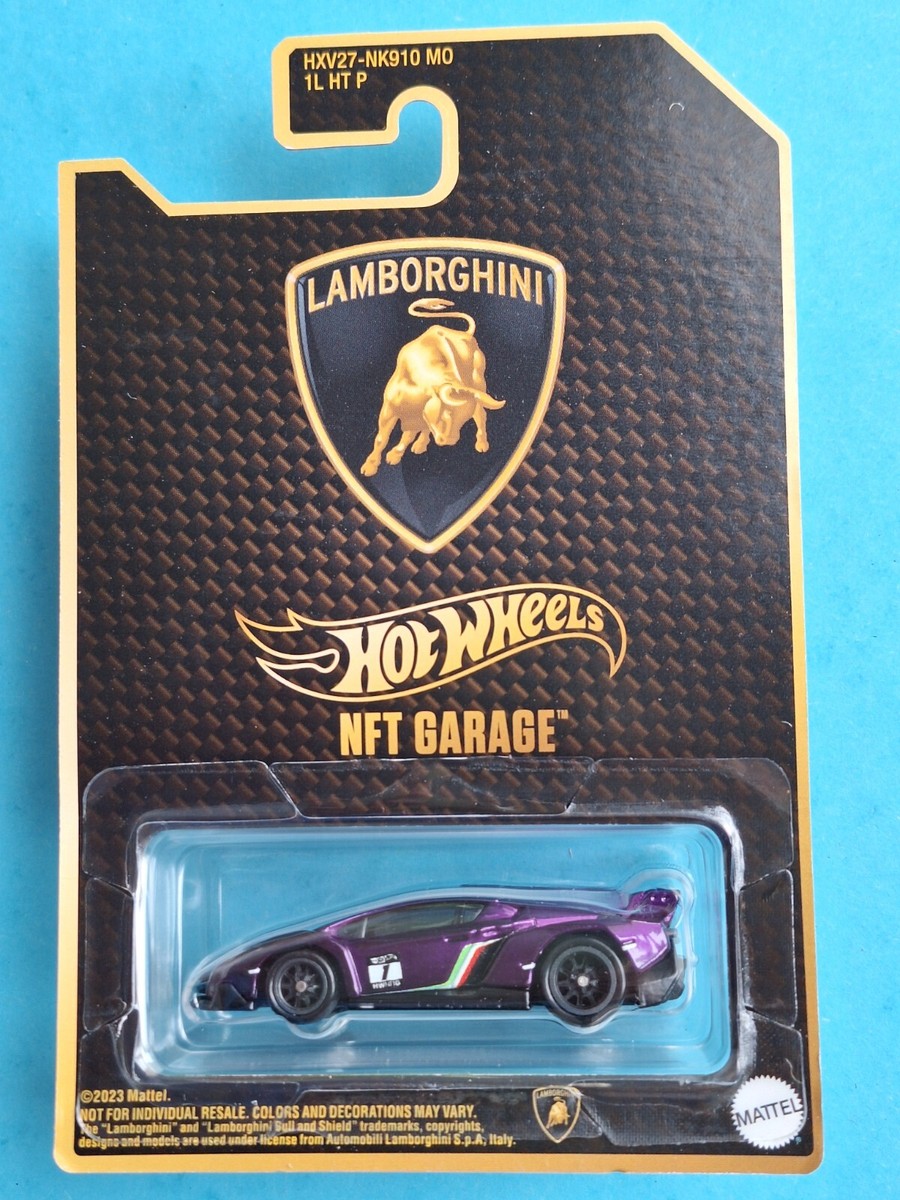 HXV27-NK910 MO
1L HT P
LAMBORGHINI
HOT WHEELS
NFT GARAGE™
1
©2023 Mattel.
NOT FOR INDIVIDUAL RESALE. COLORS AND DECORATIONS MAY VARY.
The "Lamborghini" and "Lamborghini Bull and Shield" trademarks, copyrights,
designs and models are used under license from Automobili Lamborghini S.p.A, Italy.
MATTEL